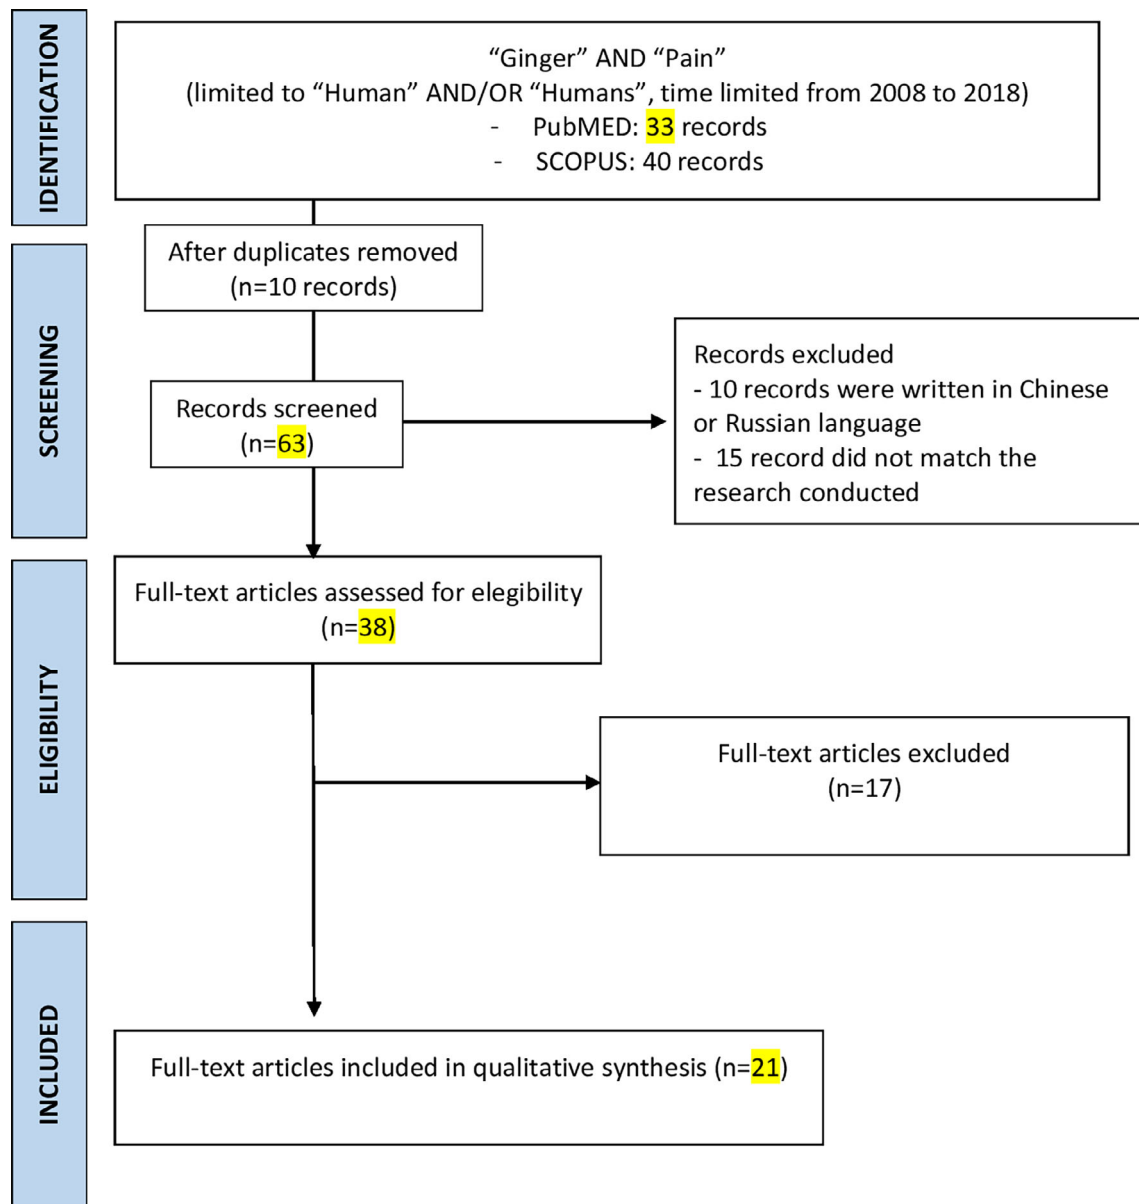 IDENTIFICATION
“Ginger” AND “Pain”
(limited to “Human” AND/OR “Humans”, time limited from 2008 to 2018)
- PubMED: 33 records
- SCOPUS: 40 records
SCREENING
After duplicates removed
(n=10 records)
Records screened
(n=63)
Records excluded
- 10 records were written in Chinese
or Russian language
- 15 record did not match the
research conducted
ELIGIBILITY
Full-text articles assessed for elegibility
(n=38)
Full-text articles excluded
(n=17)
INCLUDED
Full-text articles included in qualitative synthesis (n=21)